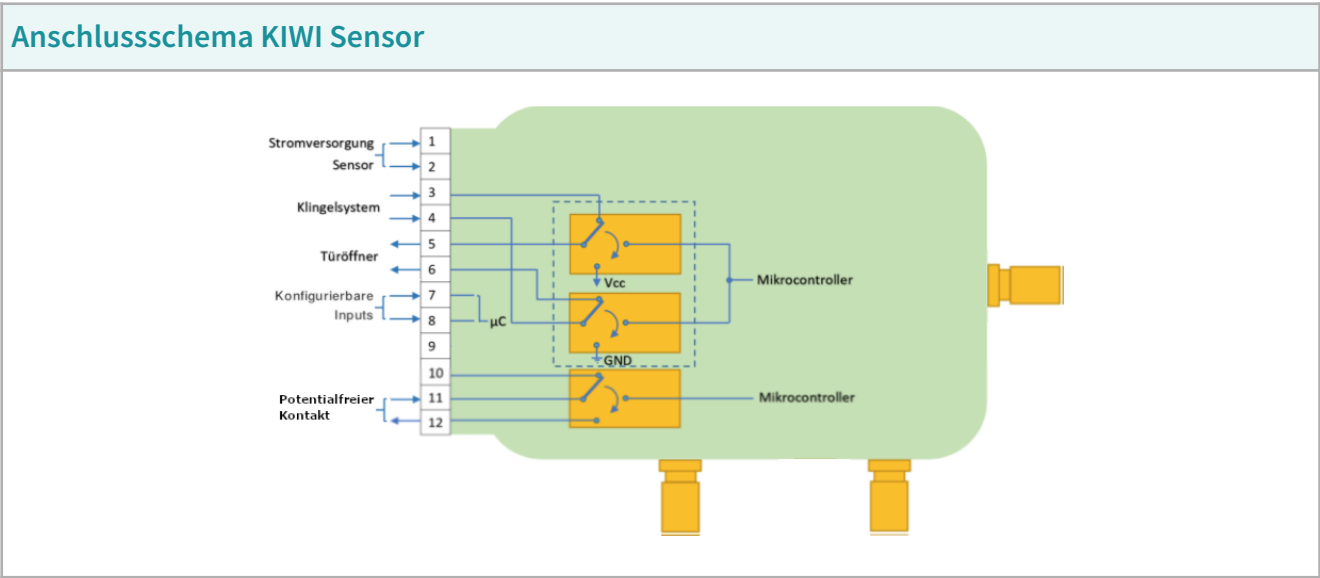 Anschlussschema KIWI Sensor
Stromversorgung
Sensor
Klingelsystem
Türöffner
Konfigurierbare
Inputs
Potentialfreier
Kontakt
1
2
3
4
5
6
7
8
9
10
11
12
µC
Vcc
GND
Mikrocontroller
Mikrocontroller